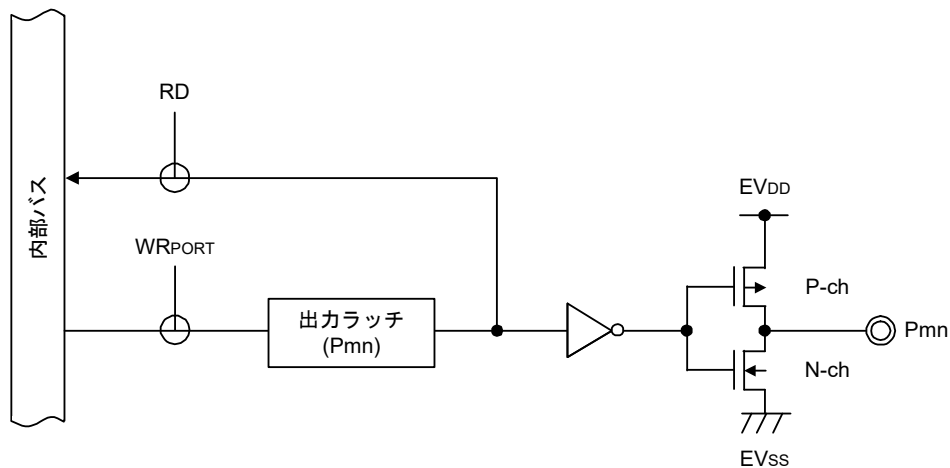 RD
内部バス
WRPORT
出力ラッチ
(Pmn)
EVDD
P-ch
Pmn
N-ch
EVSS